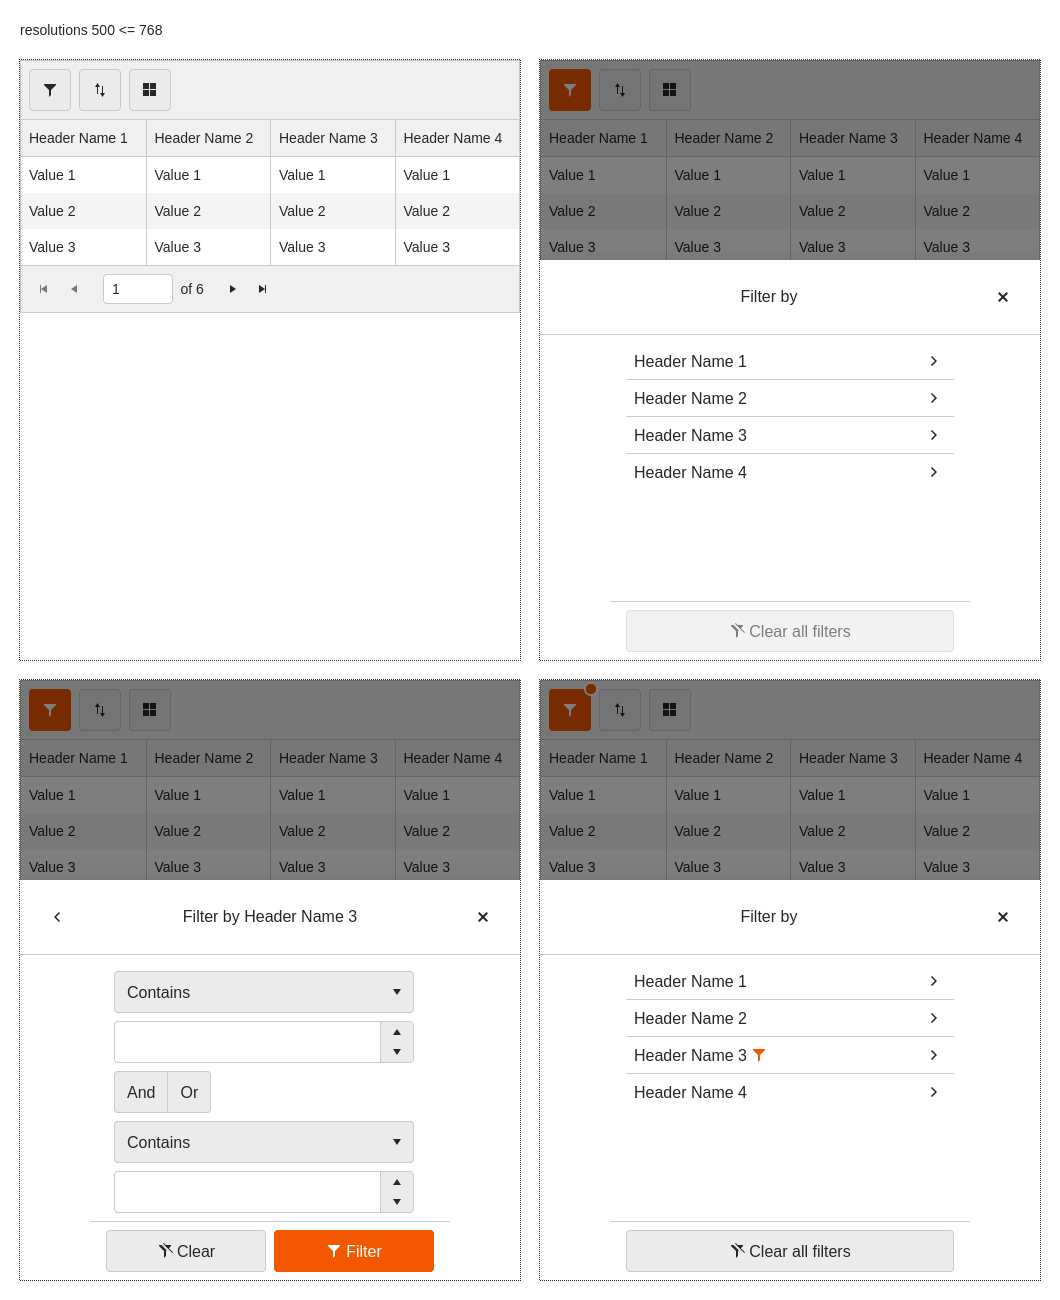 resolutions 500 <= 768
Header Name 1 Header Name 2 Header Name 3 Header Name 4
Value 1 Value 1 Value 1 Value 1
Value 2 Value 2 Value 2 Value 2
Value 3 Value 3 Value 3 Value 3
1 of 6
Header Name 1 Header Name 2 Header Name 3 Header Name 4
Value 1 Value 1 Value 1 Value 1
Value 2 Value 2 Value 2 Value 2
Value 3 Value 3 Value 3 Value 3
Filter by
Header Name 1
Header Name 2
Header Name 3
Header Name 4
Clear all filters
Header Name 1 Header Name 2 Header Name 3 Header Name 4
Value 1 Value 1 Value 1 Value 1
Value 2 Value 2 Value 2 Value 2
Value 3 Value 3 Value 3 Value 3
Filter by Header Name 3
Contains
And Or
Contains
Clear Filter
Header Name 1 Header Name 2 Header Name 3 Header Name 4
Value 1 Value 1 Value 1 Value 1
Value 2 Value 2 Value 2 Value 2
Value 3 Value 3 Value 3 Value 3
Filter by
Header Name 1
Header Name 2
Header Name 3
Header Name 4
Clear all filters